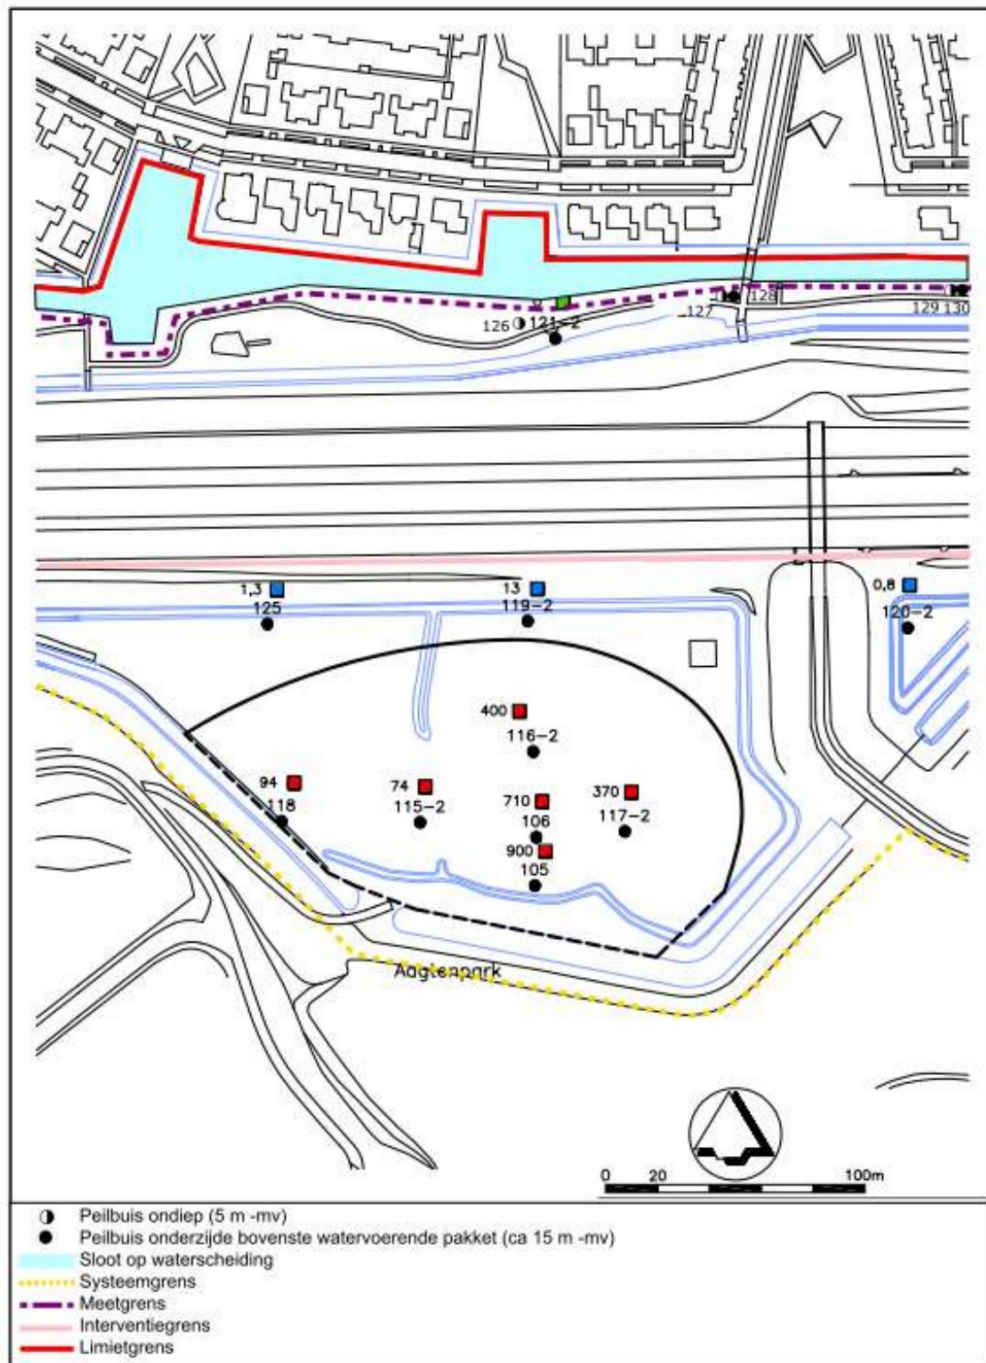 128
127
129 130
126
121-2
1,3
125
13
119-2
0,8
120-2
400
116-2
94
118
74
115-2
710
106
370
117-2
900
105
Aagtenpark
0 20 100m
Peilbuis ondiep (5 m -mv)
Peilbuis onderzijde bovenste watervoerende pakket (ca 15 m -mv)
Sloot op waterscheiding
Systeemgrens
Meetgrens
Interventiegrens
Limietgrens